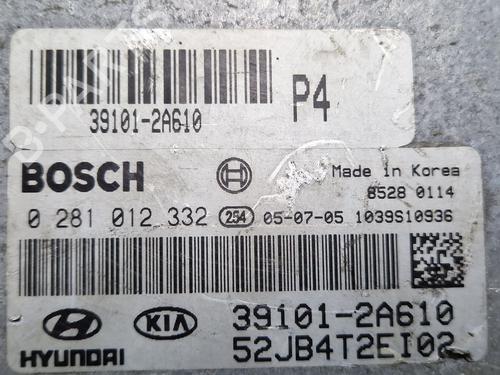 39101-2A610
P4
BOSCH
Made in Korea
8528 0114
0 281 012 332 254 05-07-05 1039S10936
HYUNDAI
KIA
39101-2A610
52JB4T2EI02
B-PARTS